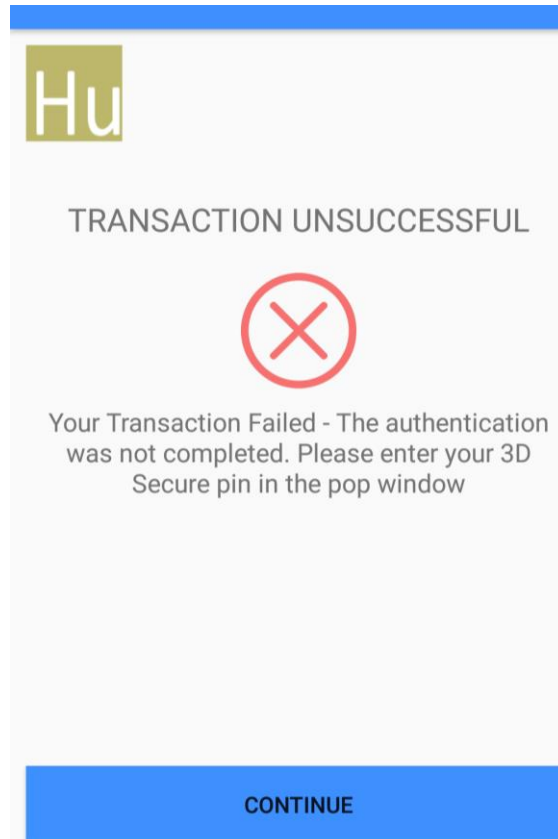 Hu
TRANSACTION UNSUCCESSFUL
Your Transaction Failed - The authentication
was not completed. Please enter your 3D
Secure pin in the pop window
CONTINUE